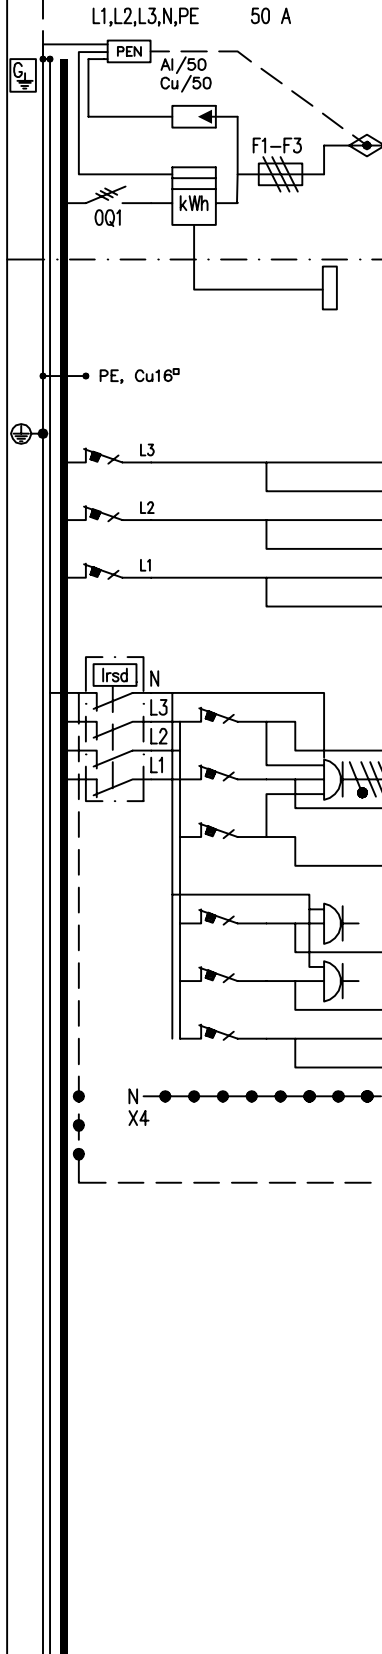 L1,L2,L3,N,PE 50 A
PEN
G
Al/50
Cu/50
F1-F3
kWh
0Q1
PE, Cu16▫
L3
L2
L1
Irsd
N
L3
L2
L1
N
X4